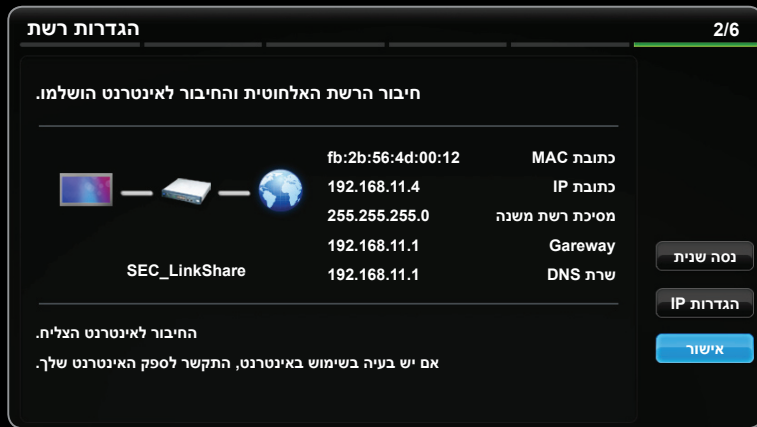 הגדרות רשת
2/6
חיבור הרשת האלחוטית והחיבור לאינטרנט הושלמו.
כתובת MAC fb:2b:56:4d:00:12
כתובת IP 192.168.11.4
מסיכת רשת משנה 255.255.255.0
Gareway 192.168.11.1
שרת DNS 192.168.11.1
SEC_LinkShare
החיבור לאינטרנט הצליח.
אם יש בעיה בשימוש באינטרנט, התקשר לספק האינטרנט שלך.
נסה שנית
הגדרות IP
אישור